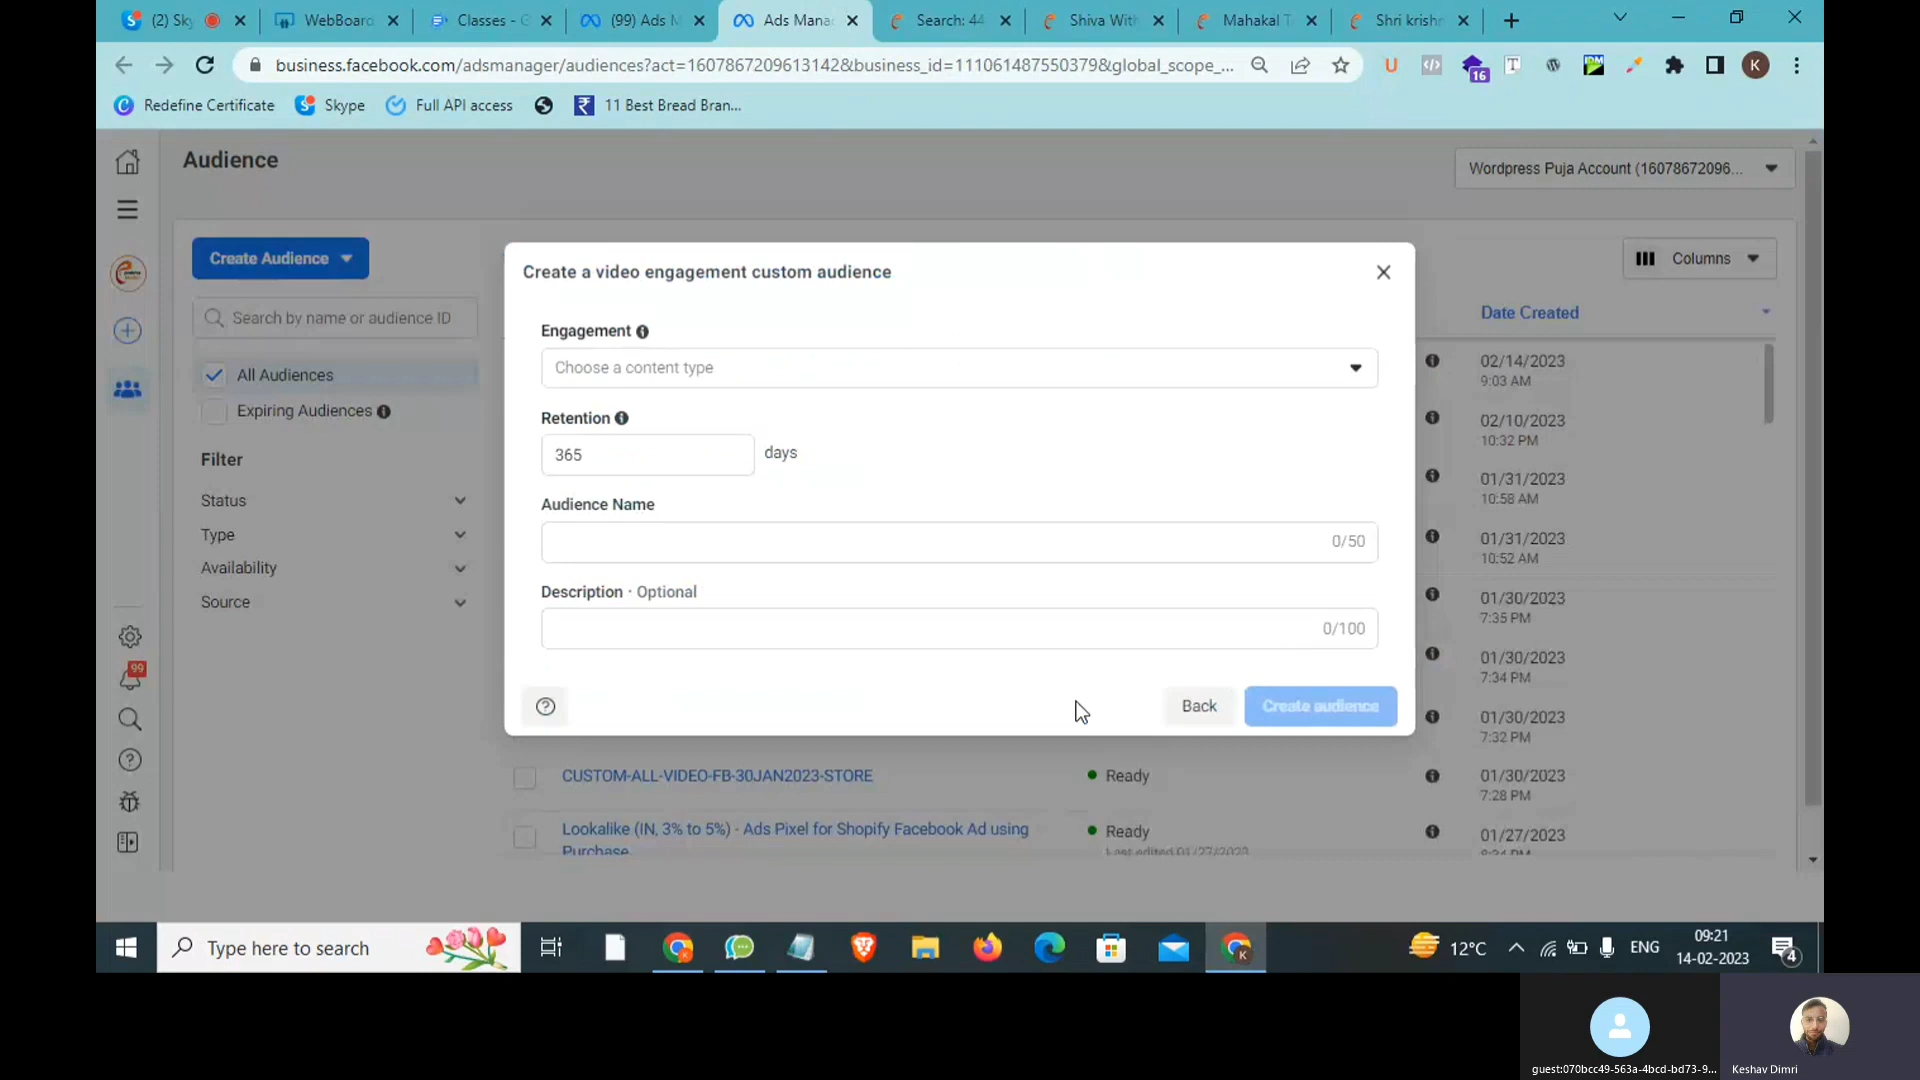 (2) Sky
WebBoard
Classes - G
(99) Ads M
Ads Mana
Search: 44
Shiva With
Mahakal T
Shri krishn
business.facebook.com/adsmanager/audiences?act=1607867209613142&business_id=111061487550379&global_scope_...
16
K
Redefine Certificate
Skype
Full API access
11 Best Bread Bran...
Audience
Wordpress Puja Account (16078672096...
Create Audience
Columns
Search by name or audience ID
Date Created
All Audiences
Expiring Audiences
Filter
Status
Type
Availability
Source
99
Create a video engagement custom audience
Engagement
Choose a content type
Retention
365
days
Audience Name
0/50
Description · Optional
0/100
Back
Create audience
02/14/2023
9:03 AM
02/10/2023
10:32 PM
01/31/2023
10:58 AM
01/31/2023
10:52 AM
01/30/2023
7:35 PM
01/30/2023
7:34 PM
01/30/2023
7:32 PM
CUSTOM-ALL-VIDEO-FB-30JAN2023-STORE
Ready
01/30/2023
7:28 PM
Lookalike (IN, 3% to 5%) - Ads Pixel for Shopify Facebook Ad using
Purchase
Ready
Last edited 01/27/2023
01/27/2023
8:34 PM
Type here to search
12°C
ENG
09:21
14-02-2023
4
guest:070bcc49-563a-4bcd-bd73-9...
Keshav Dimri